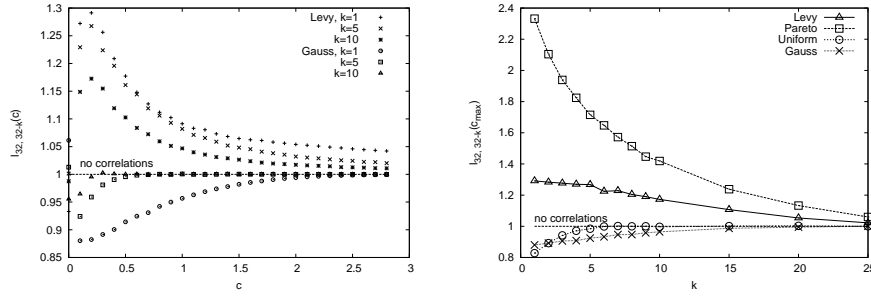 1.3
1.25
1.2
1.15
1.1
1.05
1
0.95
0.9
0.85
I32, 32-k(c)
Levy, k=1
k=5
k=10
Gauss, k=1
k=5
k=10
no correlations
0 0.5 1 1.5 2 2.5 3
c
2.4
2.2
2
1.8
1.6
1.4
1.2
1
0.8
I32, 32-k(cmax)
Levy
Pareto
Uniform
Gauss
no correlations
0 5 10 15 20 25
k